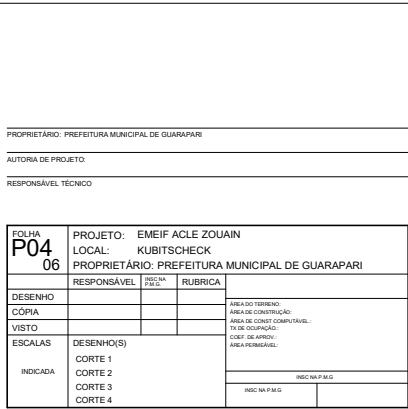 PROPRIETÁRIO: PREFEITURA MUNICIPAL DE GUARAPARI
AUTORIA DE PROJETO:
RESPONSÁVEL TÉCNICO
FOLHA
P04
06
PROJETO: EMEIF ACLE ZOUAIN
LOCAL: KUBITSCHECK
PROPRIETÁRIO: PREFEITURA MUNICIPAL DE GUARAPARI
RESPONSÁVEL INSC NA P.M.G. RUBRICA
DESENHO
CÓPIA
VISTO
ÁREA DO TERRENO:
ÁREA DE CONSTRUÇÃO:
ÁREA DE CONST COMPUTÁVEL.:
TX DE OCUPAÇÃO.:
COEF. DE APROV.:
ÁREA PERMEÁVEL:
ESCALAS
INDICADA
DESENHO(S)
CORTE 1
CORTE 2
CORTE 3
CORTE 4
INSC NA P.M.G
INSC NA P.M.G